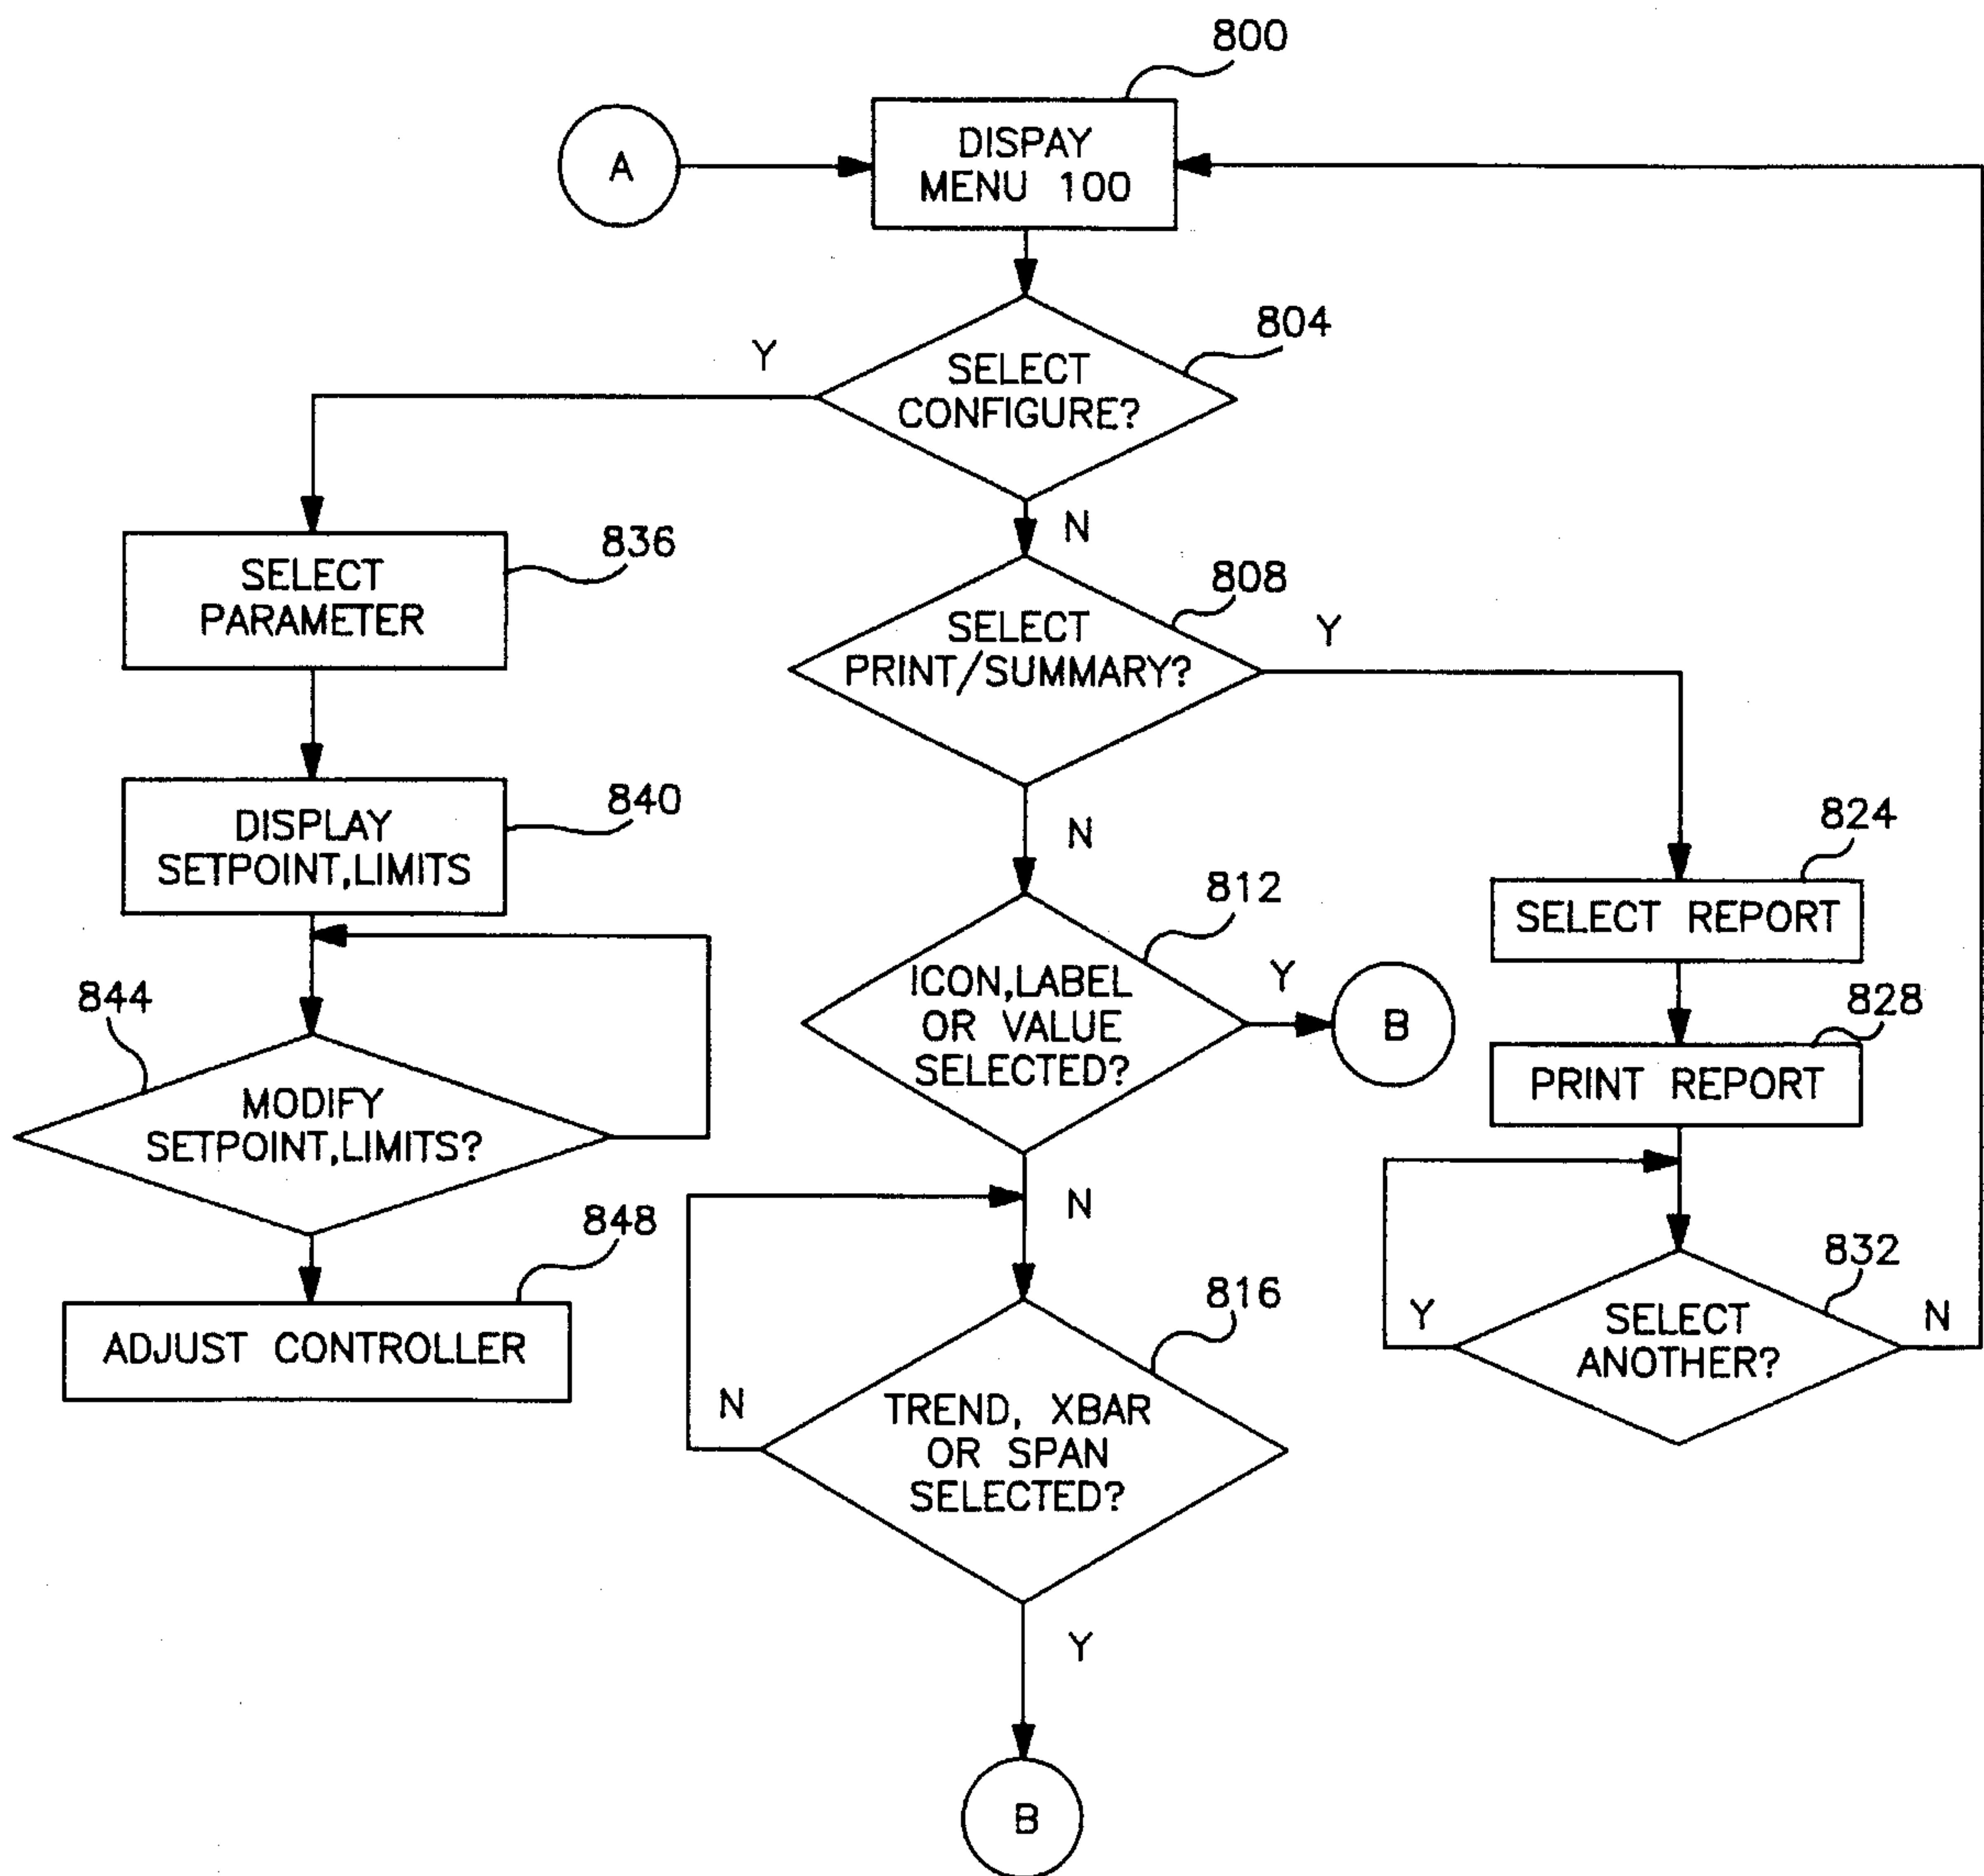 800
A
DISPAY
MENU 100
804
Y
SELECT
CONFIGURE?
N
836
SELECT
PARAMETER
808
SELECT
PRINT/SUMMARY?
Y
840
DISPLAY
SETPOINT,LIMITS
N
824
SELECT REPORT
812
ICON,LABEL
OR VALUE
SELECTED?
Y
B
828
PRINT REPORT
844
MODIFY
SETPOINT,LIMITS?
N
848
ADJUST CONTROLLER
832
Y
SELECT
ANOTHER?
N
816
N
TREND, XBAR
OR SPAN
SELECTED?
Y
B